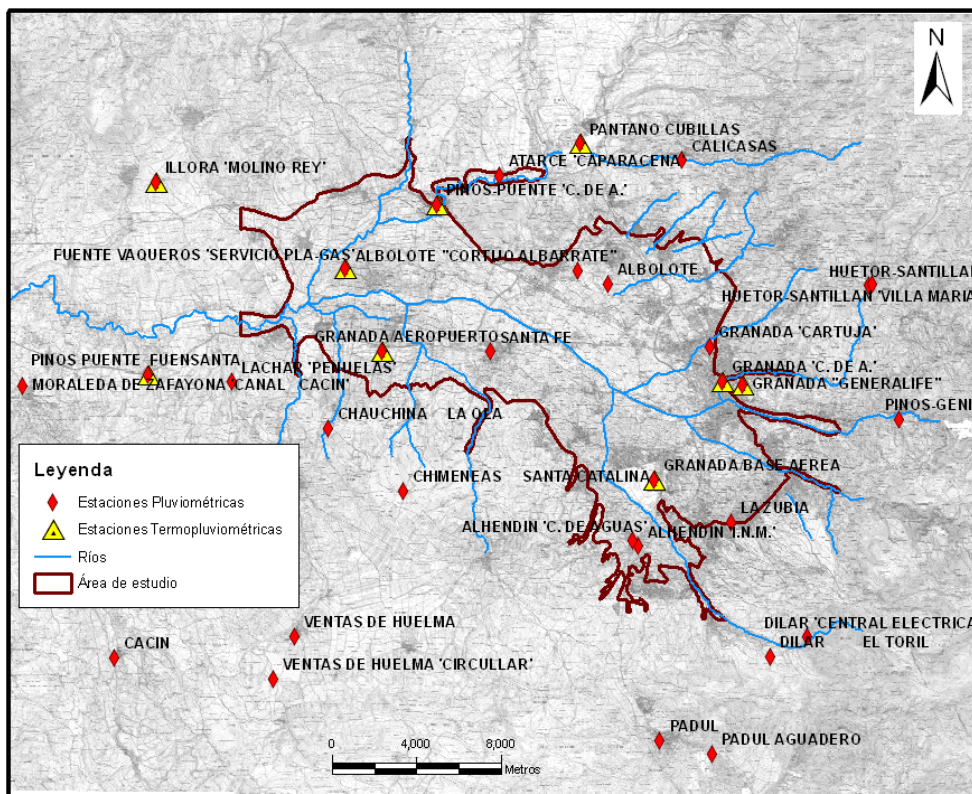 N
PANTANO CUBILLAS
CALICASAS
ATARCE 'CAPARACENA'
ILLORA 'MOLINO REY'
PINOS-PUENTE 'C. DE A.'
FUENTE VAQUEROS 'SERVICIO PLA-GAS'
ALBOLOTE "CORTIJO ALBARRATE"
ALBOLOTE
HUETOR-SANTILLAN
HUETOR-SANTILLAN 'VILLA MARIA
GRANADA 'CARTUJA'
GRANADA AEROPUERTO
SANTA FE
PINOS PUENTE FUENSANTA
LACHAR 'PEÑUELAS'
MORALEDA DE ZAFAYONA 'CANAL CACIN'
GRANADA 'C. DE A.'
GRANADA "GENERALIFE"
PINOS-GENI
CHAUCHINA
GRANADA BASE AEREA
CHIMENEAS
SANTA CATALINA
LA ZUBIA
ALHENDIN 'C. DE AGUAS'
ALHENDIN 'I.N.M.'
Leyenda
Estaciones Pluviométricas
Estaciones Termopluviométricas
Ríos
Área de estudio
VENTAS DE HUELMA
CACIN
VENTAS DE HUELMA 'CIRCULLAR'
DILAR 'CENTRAL ELECTRICA
DILAR
EL TORIL
PADUL
PADUL AGUADERO
0 4,000 8,000
Metros